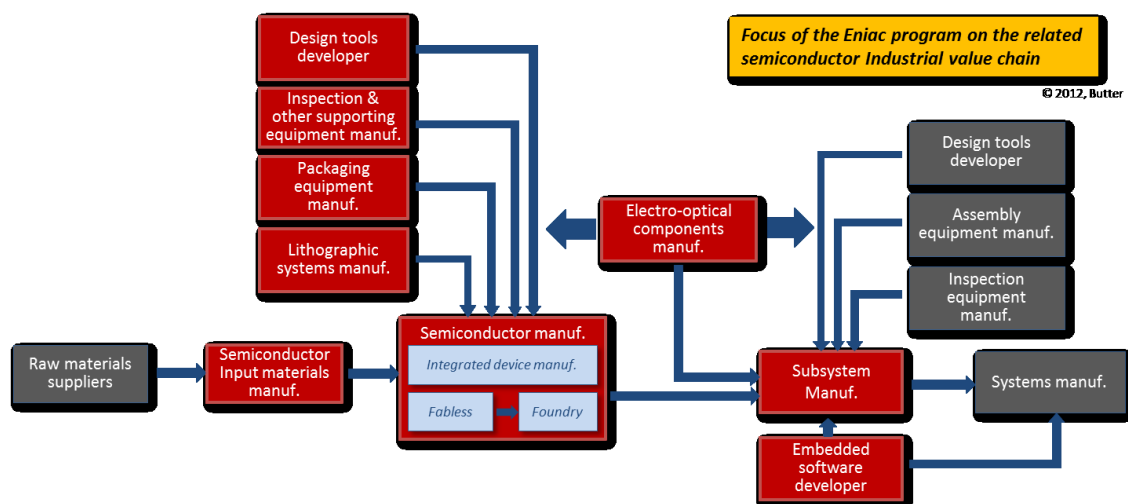 Design tools
developer
Focus of the Eniac program on the related
semiconductor Industrial value chain
© 2012, Butter
Inspection &
other supporting
equipment manuf.
Design tools
developer
Packaging
equipment
manuf.
Electro-optical
components
manuf.
Assembly
equipment manuf.
Lithographic
systems manuf.
Inspection
equipment
manuf.
Raw materials
suppliers
Semiconductor
Input materials
manuf.
Semiconductor manuf.
Integrated device manuf.
Fabless
Foundry
Subsystem
Manuf.
Systems manuf.
Embedded
software
developer